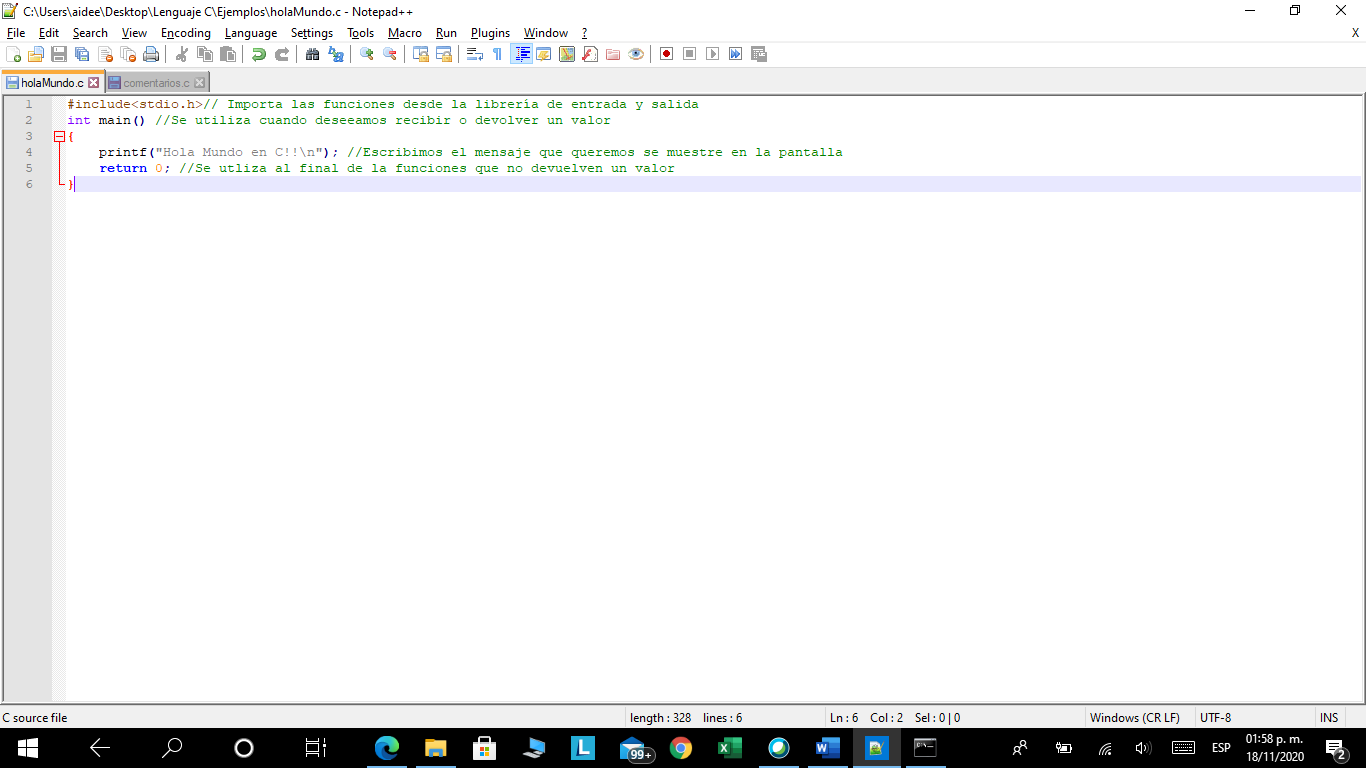 C:\Users\aidee\Desktop\Lenguaje C\Ejemplos\holaMundo.c - Notepad++
File Edit Search View Encoding Language Settings Tools Macro Run Plugins Window ? X
holaMundo.c comentarios.c
1 #include<stdio.h>// Importa las funciones desde la librería de entrada y salida
2 int main() //Se utiliza cuando deseeamos recibir o devolver un valor
3 {
4 printf("Hola Mundo en C!!\n"); //Escribimos el mensaje que queremos se muestre en la pantalla
5 return 0; //Se utliza al final de la funciones que no devuelven un valor
6 }
C source file length : 328 lines : 6 Ln : 6 Col : 2 Sel : 0 | 0 Windows (CR LF) UTF-8 INS
99+ ESP 01:58 p. m.
18/11/2020 2